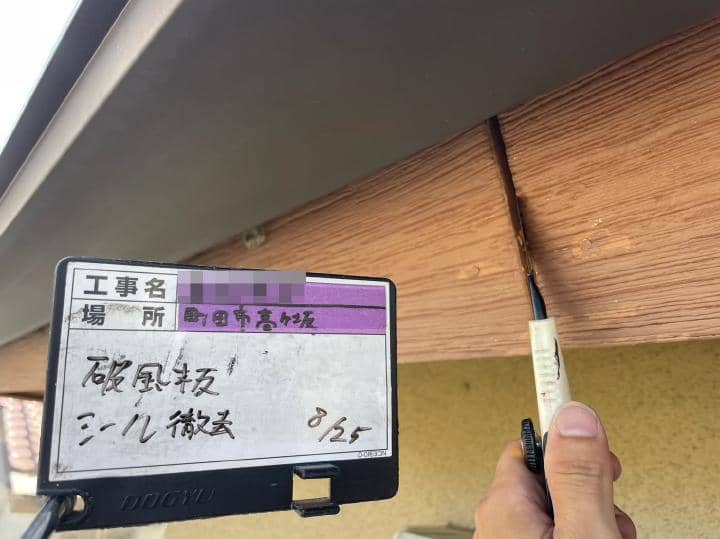 工事名
場所 町田市高ヶ坂
破風板
シール撤去 8/25
DOGYU